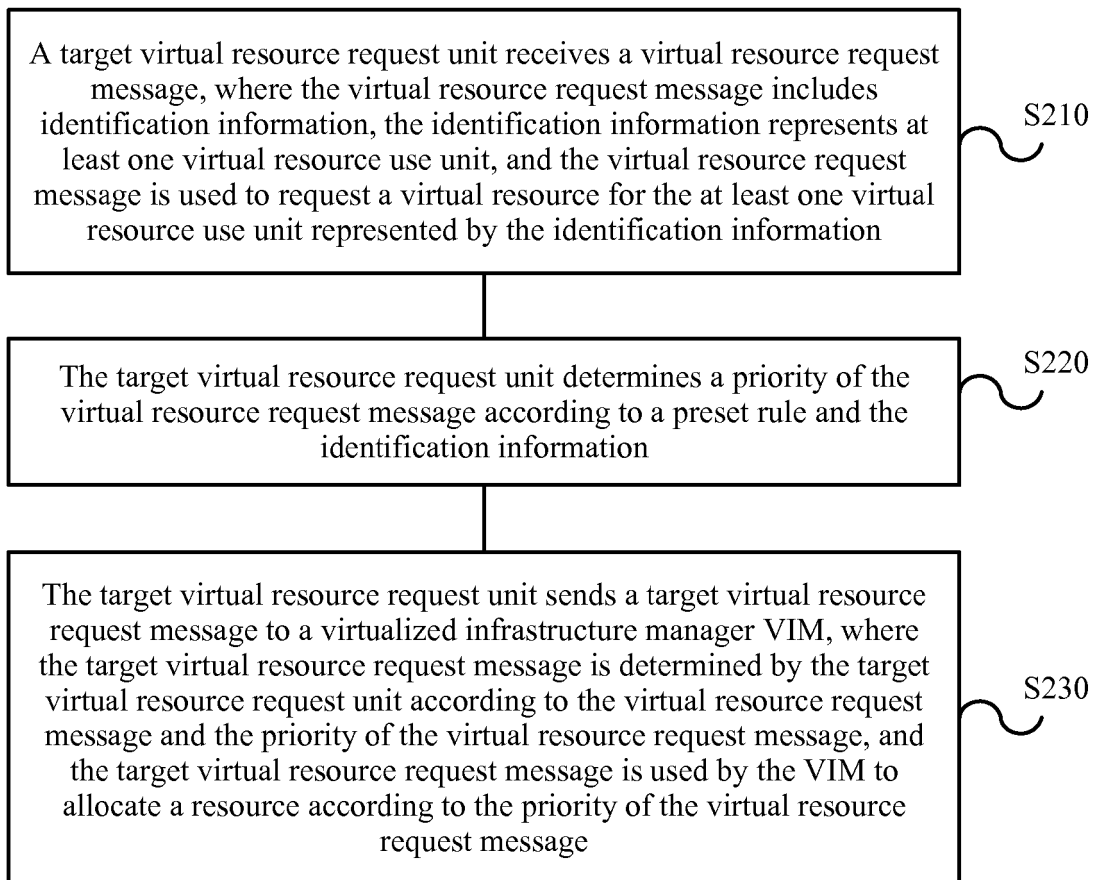 A target virtual resource request unit receives a virtual resource request
message, where the virtual resource request message includes
identification information, the identification information represents at
least one virtual resource use unit, and the virtual resource request
message is used to request a virtual resource for the at least one virtual
resource use unit represented by the identification information
S210
The target virtual resource request unit determines a priority of the
virtual resource request message according to a preset rule and the
identification information
S220
The target virtual resource request unit sends a target virtual resource
request message to a virtualized infrastructure manager VIM, where
the target virtual resource request message is determined by the target
virtual resource request unit according to the virtual resource request
message and the priority of the virtual resource request message, and
the target virtual resource request message is used by the VIM to
allocate a resource according to the priority of the virtual resource
request message
S230